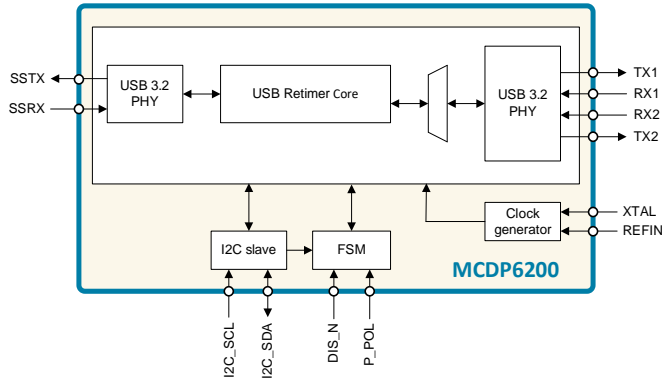 SSTX
SSRX
USB 3.2
PHY
USB Retimer Core
USB 3.2
PHY
TX1
RX1
RX2
TX2
I2C slave
FSM
Clock
generator
XTAL
REFIN
MCDP6200
I2C_SCL
I2C_SDA
DIS_N
P_POL